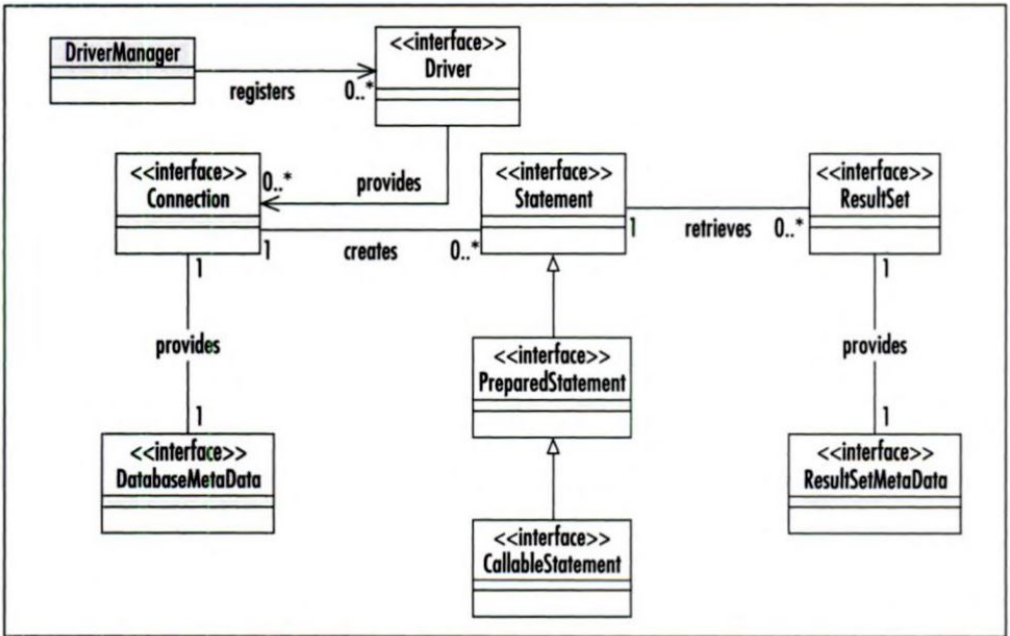 DriverManager
<<interface>>
Driver
registers
0..*
<<interface>>
Connection
0..*
provides
<<interface>>
Statement
<<interface>>
ResultSet
1
creates
0..*
1
retrieves
0..*
1
provides
1
<<interface>>
DatabaseMetaData
<<interface>>
PreparedStatement
1
provides
1
<<interface>>
ResultSetMetaData
<<interface>>
CallableStatement